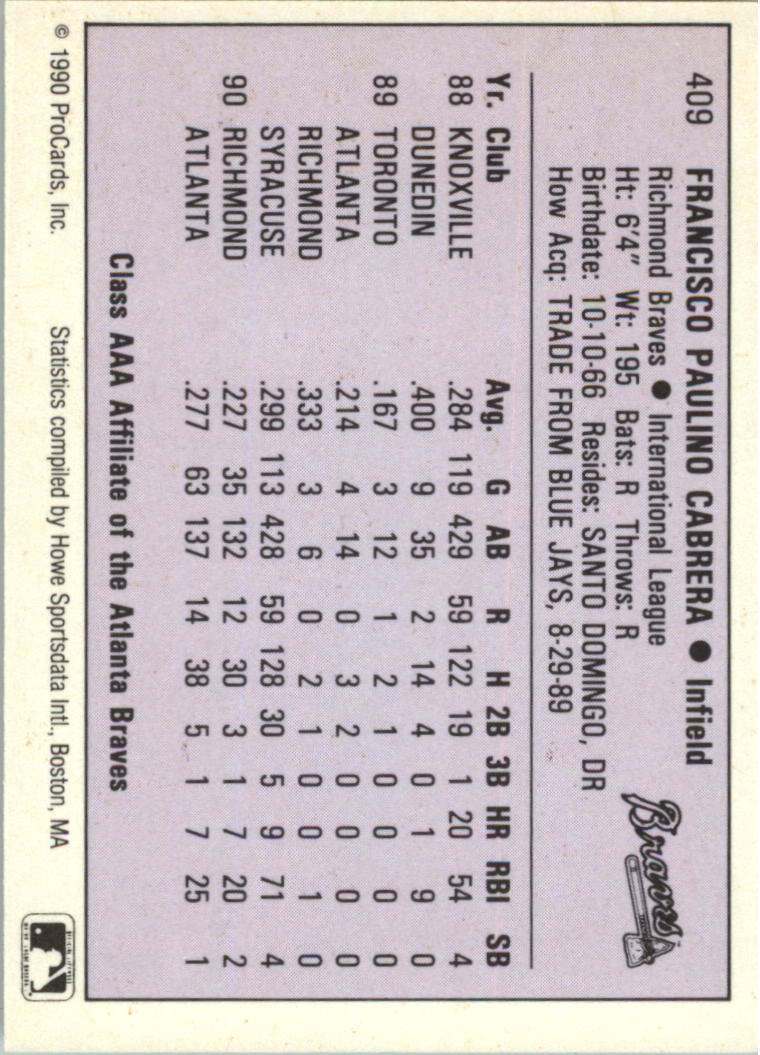 409 FRANCISCO PAULINO CABRERA ● Infield
Richmond Braves ● International League
Ht: 6'4" Wt: 195 Bats: R Throws: R
Birthdate: 10-10-66 Resides: SANTO DOMINGO, DR
How Acq: TRADE FROM BLUE JAYS, 8-29-89
Braves
Yr. Club Avg. G AB R H 2B 3B HR RBI SB
88 KNOXVILLE .284 119 429 59 122 19 1 20 54 4
DUNEDIN .400 9 35 2 14 4 0 1 9 0
89 TORONTO .167 3 12 1 2 1 0 0 0 0
ATLANTA .214 4 14 0 3 2 0 0 0 0
RICHMOND .333 3 6 0 2 1 0 0 1 0
SYRACUSE .299 113 428 59 128 30 5 9 71 4
90 RICHMOND .227 35 132 12 30 3 1 7 20 2
ATLANTA .277 63 137 14 38 5 1 7 25 1
Class AAA Affiliate of the Atlanta Braves
© 1990 ProCards, Inc. Statistics compiled by Howe Sportsdata Intl., Boston, MA